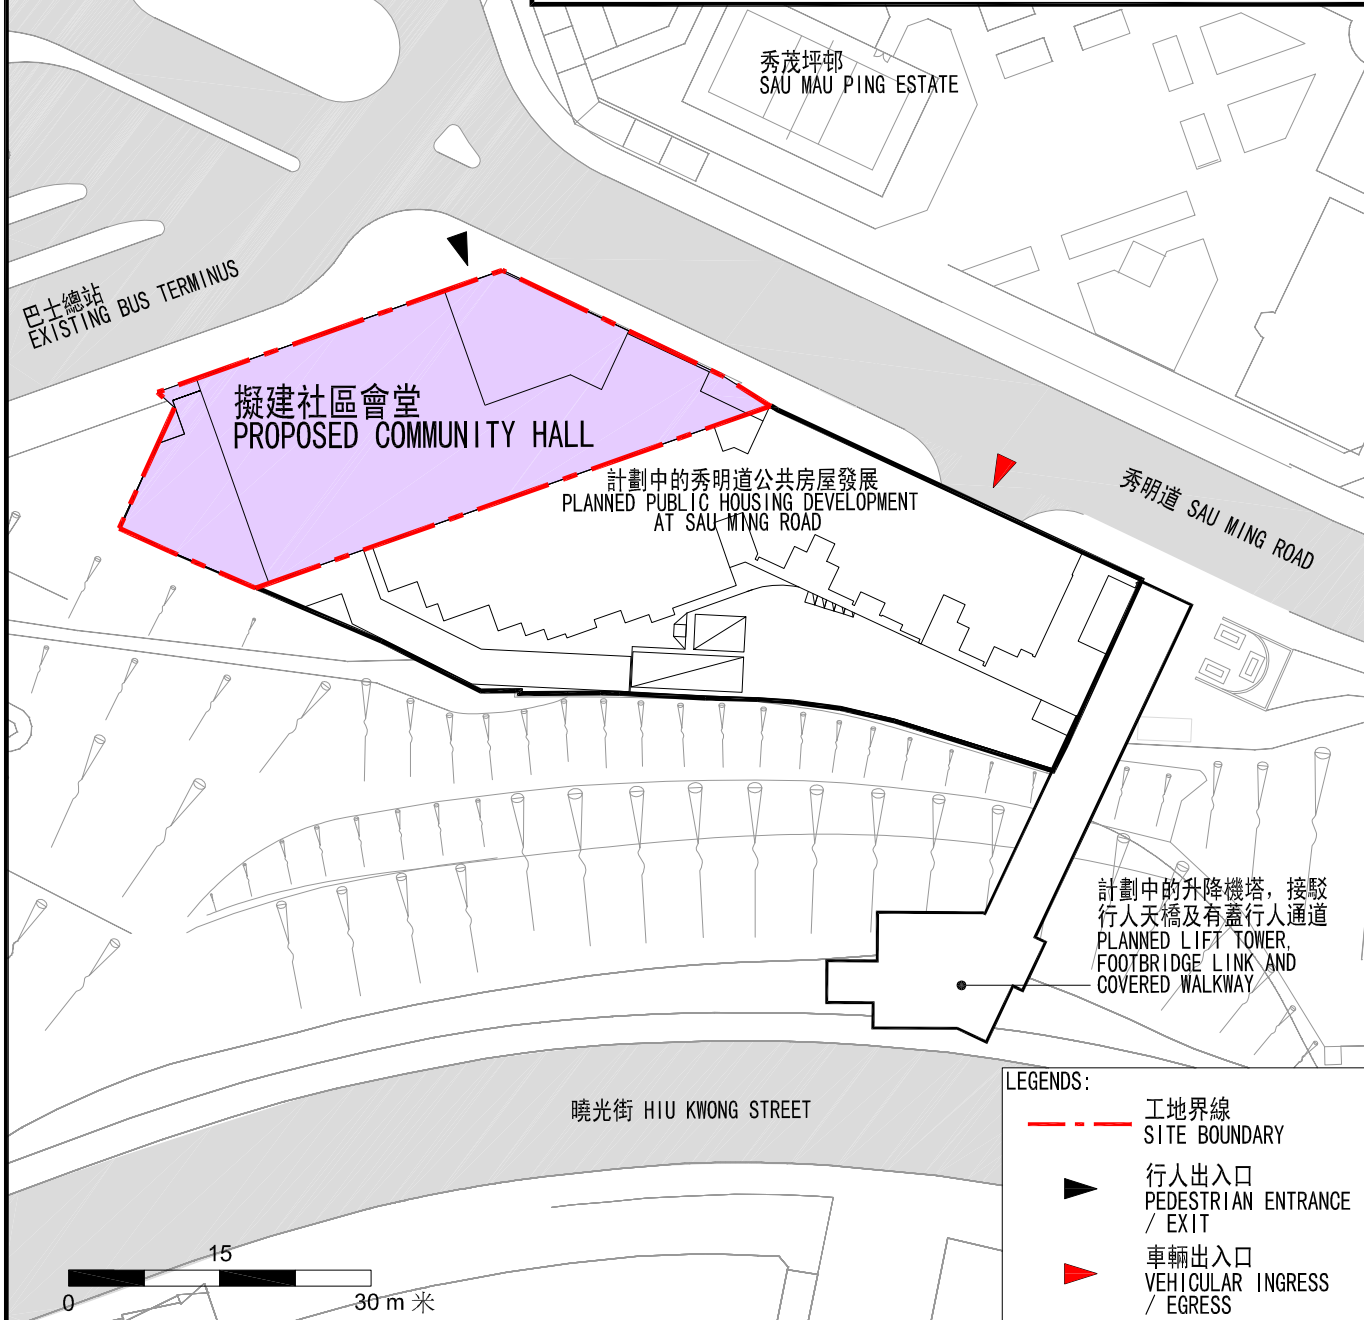 秀茂坪邨
SAU MAU PING ESTATE
巴士總站
EXISTING BUS TERMINUS
擬建社區會堂
PROPOSED COMMUNITY HALL
計劃中的秀明道公共房屋發展
PLANNED PUBLIC HOUSING DEVELOPMENT
AT SAU MING ROAD
秀明道 SAU MING ROAD
計劃中的升降機塔，接駁
行人天橋及有蓋行人通道
PLANNED LIFT TOWER,
FOOTBRIDGE LINK AND
COVERED WALKWAY
曉光街 HIU KWONG STREET
LEGENDS:
工地界線
SITE BOUNDARY
行人出入口
PEDESTRIAN ENTRANCE
/ EXIT
車輛出入口
VEHICULAR INGRESS
/ EGRESS
15
0
30 m 米